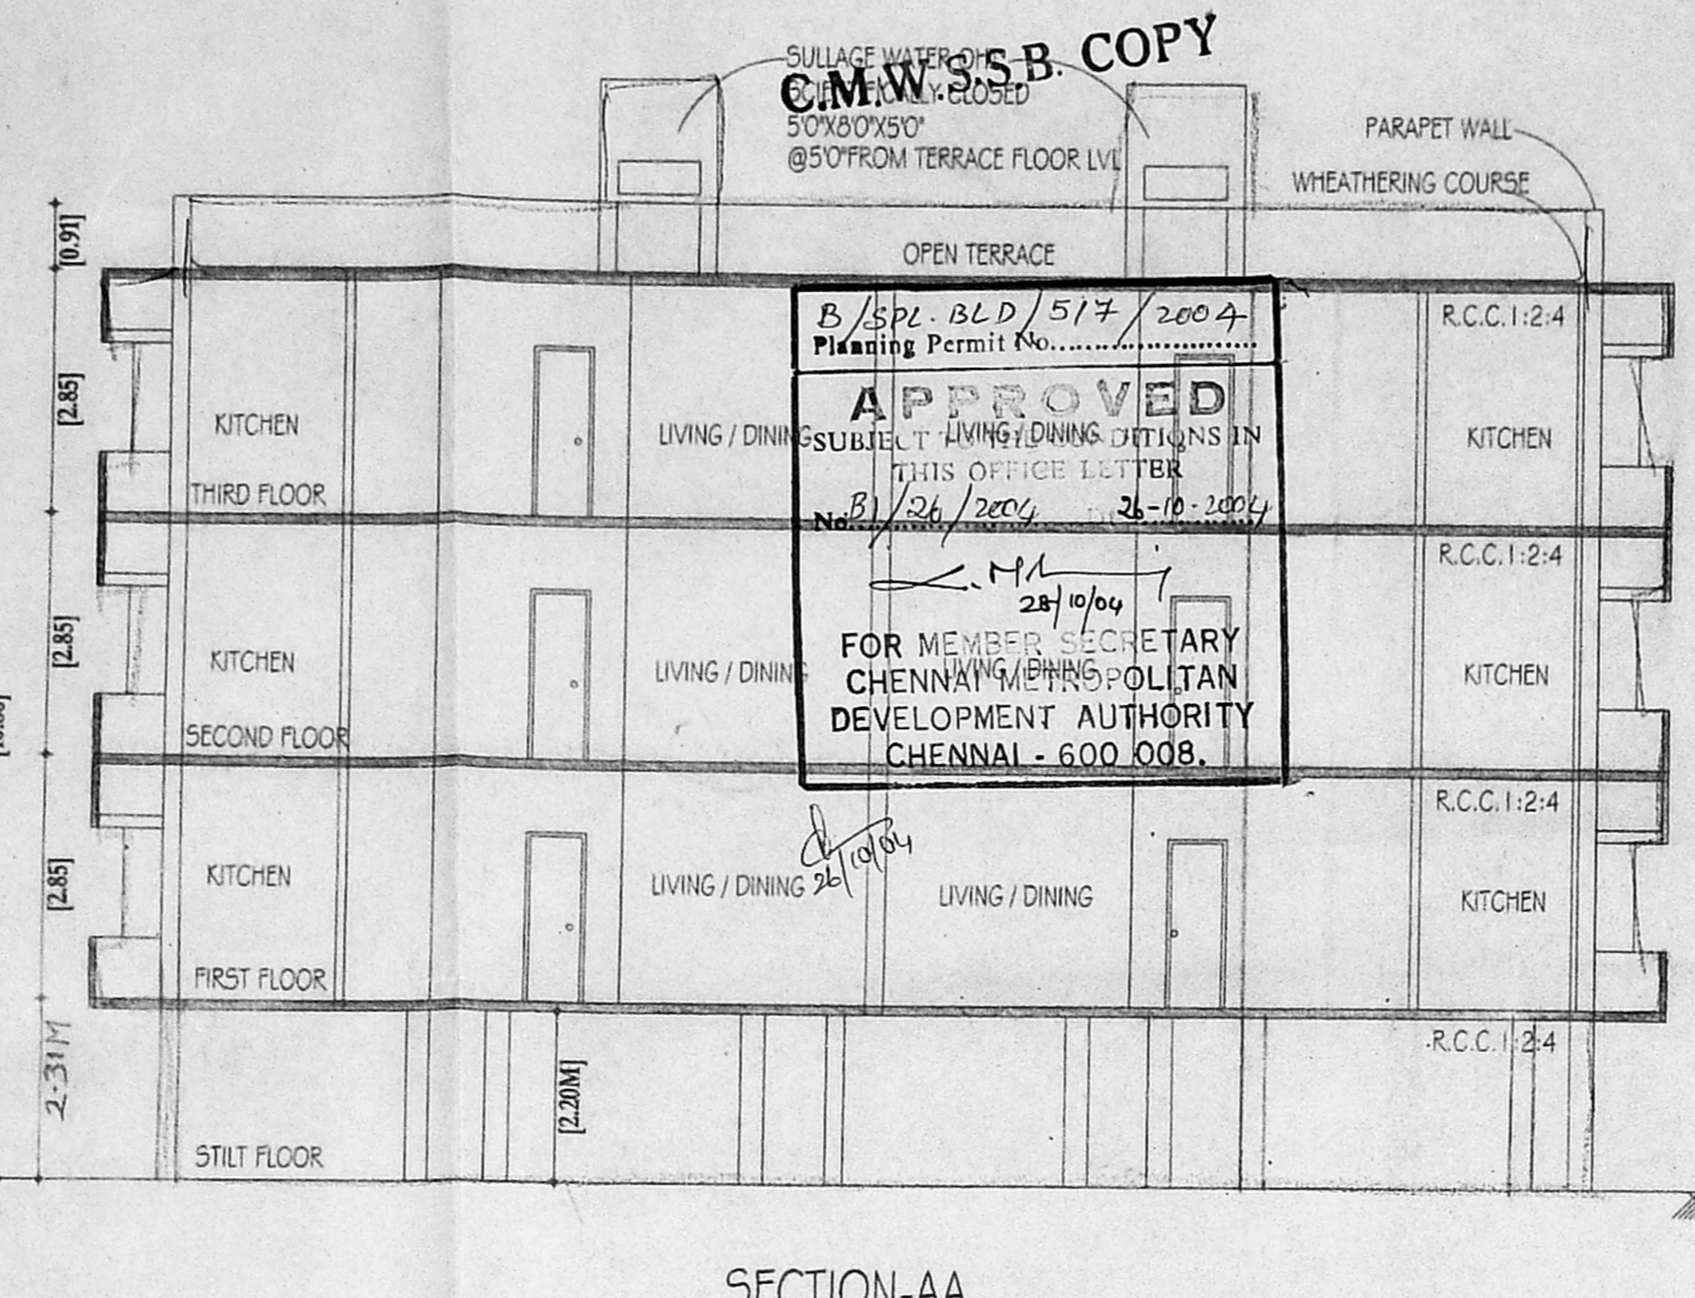 C.M.W.S.S.B. COPY
SULLAGE WATER OH
CLOSED
5'0"X8'0"X5'0"
@5'0"FROM TERRACE FLOOR LVL
PARAPET WALL
WHEATHERING COURSE
[0.91]
OPEN TERRACE
B/SPL. BLD/517/2004
Planning Permit No.
R.C.C.1:2:4
[2.85]
APPROVED
KITCHEN
LIVING / DINING
LIVING / DINING
KITCHEN
SUBJECT CONDITIONS IN
THIS OFFICE LETTER
THIRD FLOOR
No. B1/26/2004 26-10-2004
R.C.C.1:2:4
28/10/04
[2.85]
FOR MEMBER SECRETARY
KITCHEN
LIVING / DINING
LIVING / DINING
KITCHEN
CHENNAI METROPOLITAN
DEVELOPMENT AUTHORITY
SECOND FLOOR
CHENNAI - 600 008.
R.C.C.1:2:4
26/10/04
[2.85]
KITCHEN
LIVING / DINING
LIVING / DINING
KITCHEN
FIRST FLOOR
R.C.C.1:2:4
2.31M
[2.20M]
STILT FLOOR
SECTION-AA